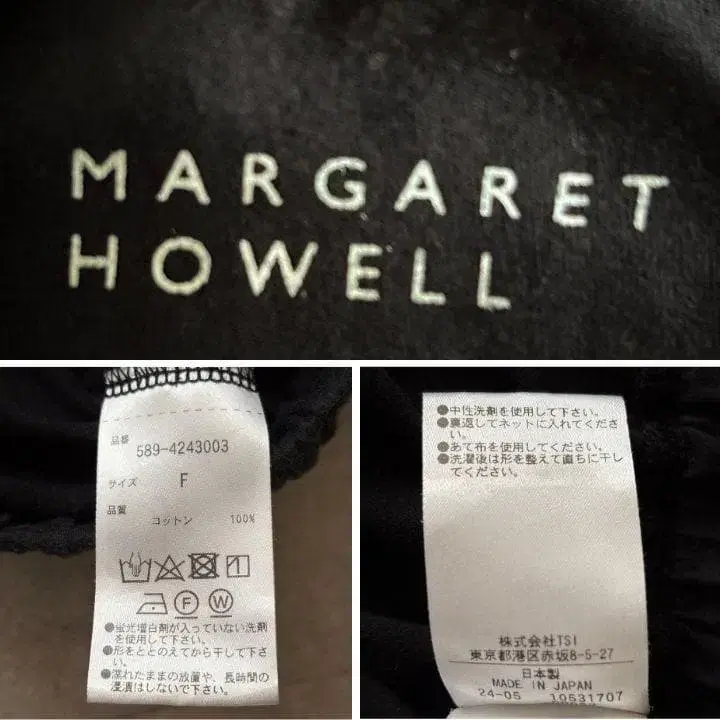 MARGARET
HOWELL
品番
589-4243003
サイズ F
品質
コットン 100%
F W
●蛍光増白剤が入っていない洗剤
を使用して下さい。
●形をととのえてから干して下さ
い。
●濡れたままの放置や、長時間の
浸漬はしないで下さい。
●中性洗剤を使用して下さい。
●裏返してネットに入れてくださ
い。
●あて布を使用してください。
●洗濯後は形を整えて直ちに干し
てください。
株式会社TSI
東京都港区赤坂8-5-27
日本製
MADE IN JAPAN
24-05 10531707